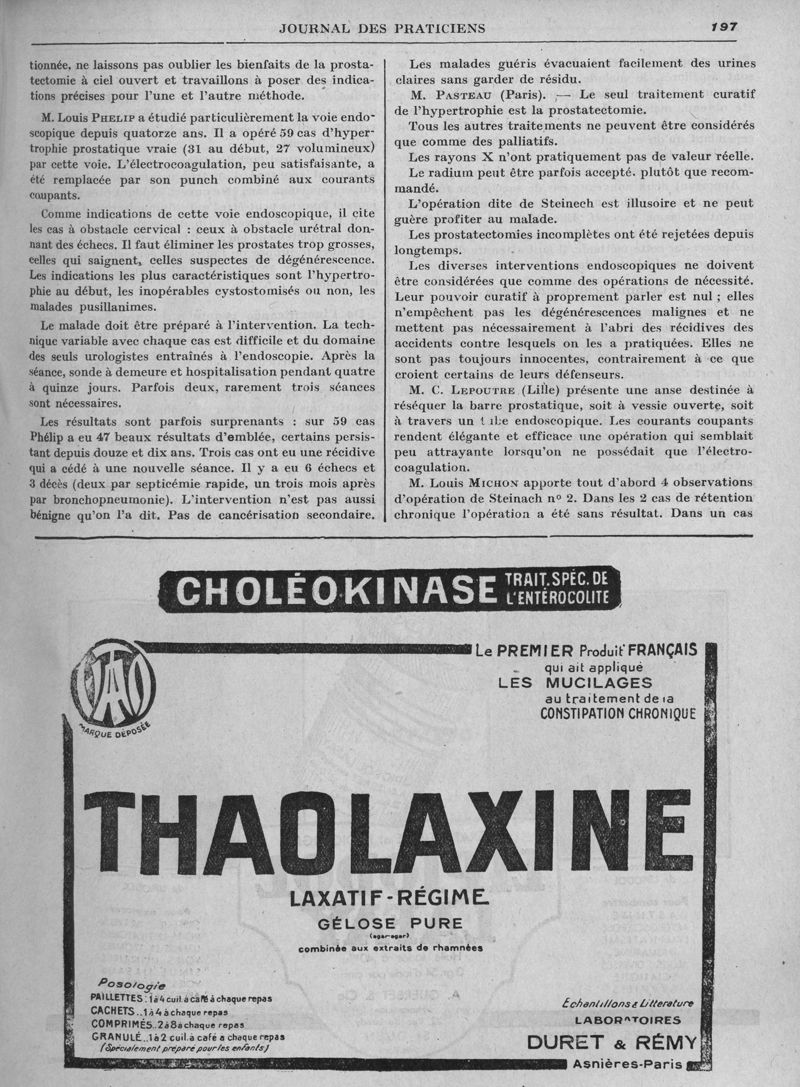 JOURNAL DES PRATICIENS 197
tionnée, ne laissons pas oublier les bienfaits de la prosta-
tectomie à ciel ouvert et travaillons à poser des indica-
tions précises pour l'une et l'autre méthode.
M. Louis PHELIP a étudié particulièrement la voie endo-
scopique depuis quatorze ans. Il a opéré 59 cas d'hyper-
trophie prostatique vraie (31 au début, 27 volumineux)
par cette voie. L'électrocoagulation, peu satisfaisante, a
été remplacée par son punch combiné aux courants
coupants.
Comme indications de cette voie endoscopique, il cite
les cas à obstacle cervical : ceux à obstacle urétral don-
nant des échecs. Il faut éliminer les prostates trop grosses,
celles qui saignent, celles suspectes de dégénérescence.
Les indications les plus caractéristiques sont l'hypertro-
phie au début, les inopérables cystostomisés ou non, les
malades pusillanimes.
Le malade doit être préparé à l'intervention. La tech-
nique variable avec chaque cas est difficile et du domaine
des seuls urologistes entraînés à l'endoscopie. Après la
séance, sonde à demeure et hospitalisation pendant quatre
à quinze jours. Parfois deux, rarement trois séances
sont nécessaires.
Les résultats sont parfois surprenants : sur 59 cas
Phélip a eu 47 beaux résultats d'emblée, certains persis-
tant depuis douze et dix ans. Trois cas ont eu une récidive
qui a cédé à une nouvelle séance. Il y a eu 6 échecs et
3 décès (deux par septicémie rapide, un trois mois après
par bronchopneumonie). L'intervention n'est pas aussi
bénigne qu'on l'a dit. Pas de cancérisation secondaire.
Les malades guéris évacuaient facilement des urines
claires sans garder de résidu.
M. PASTEAU (Paris). — Le seul traitement curatif
de l'hypertrophie est la prostatectomie.
Tous les autres traitements ne peuvent être considérés
que comme des palliatifs.
Les rayons X n'ont pratiquement pas de valeur réelle.
Le radium peut être parfois accepté. plutôt que recom-
mandé.
L'opération dite de Steinech est illusoire et ne peut
guère profiter au malade.
Les prostatectomies incomplètes ont été rejetées depuis
longtemps.
Les diverses interventions endoscopiques ne doivent
être considérées que comme des opérations de nécessité.
Leur pouvoir curatif à proprement parler est nul ; elles
n'empêchent pas les dégénérescences malignes et ne
mettent pas nécessairement à l'abri des récidives des
accidents contre lesquels on les a pratiquées. Elles ne
sont pas toujours innocentes, contrairement à ce que
croient certains de leurs défenseurs.
M. C. LEPOUTRE (Lille) présente une anse destinée à
réséquer la barre prostatique, soit à vessie ouverte, soit
à travers un tube endoscopique. Les courants coupants
rendent élégante et efficace une opération qui semblait
peu attrayante lorsqu'on ne possédait que l'électro-
coagulation.
M. Louis MICHON apporte tout d'abord 4 observations
d'opération de Steinach nº 2. Dans les 2 cas de rétention
chronique l'opération a été sans résultat. Dans un cas
CHOLÉOKINASE TRAIT. SPÉC. DE
L'ENTÉROCOLITE
MARQUE DÉPOSÉE
Le PREMIER Produit FRANÇAIS
qui ait appliqué
LES MUCILAGES
au traitement de la
CONSTIPATION CHRONIQUE
THAOLAXINE
LAXATIF-RÉGIME
GÉLOSE PURE
(agar-agar)
combinée aux extraits de rhamnées
Posologie
PAILLETTES : 1 à 4 cuil. à café à chaque repas
CACHETS .. 1 à 4 à chaque repas
COMPRIMÉS .. 2 à 8 à chaque repas
GRANULÉ .. 1 à 2 cuil. à café a chaque repas
(Spécialement préparé pour les enfants)
Échantillons & Litterature
LABORATOIRES
DURET & RÉMY
Asnières-Paris